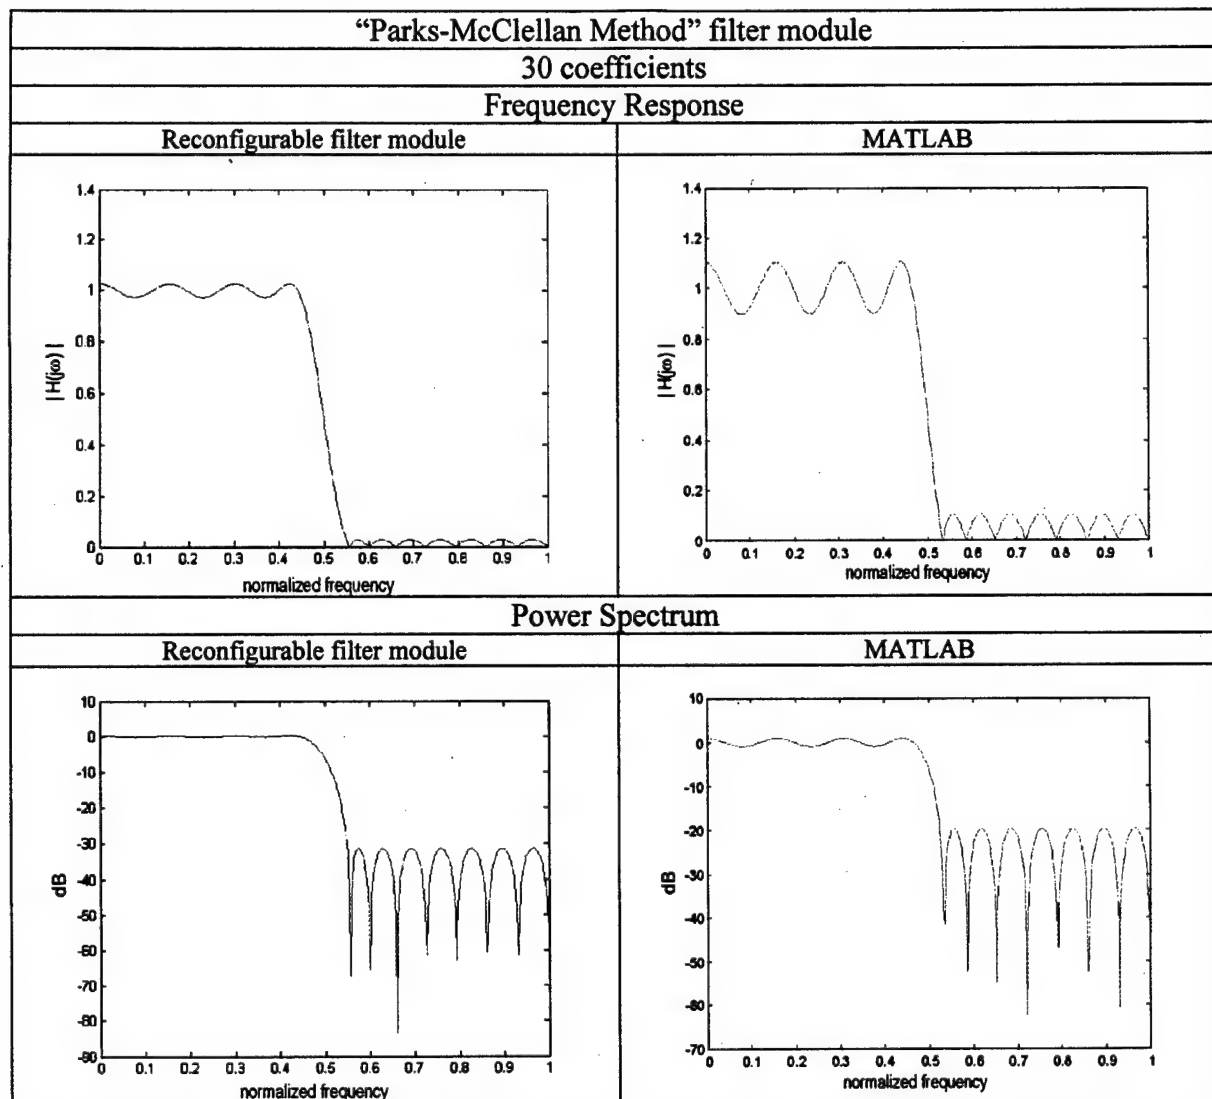 “Parks-McClellan Method” filter module
30 coefficients
Frequency Response
Reconfigurable filter module
MATLAB
1.4
1.2
1
0.8
0.6
0.4
0.2
0
|H(jω)|
0 0.1 0.2 0.3 0.4 0.5 0.6 0.7 0.8 0.9 1
normalized frequency
1.4
1.2
1
0.8
0.6
0.4
0.2
0
|H(jω)|
0 0.1 0.2 0.3 0.4 0.5 0.6 0.7 0.8 0.9 1
normalized frequency
Power Spectrum
Reconfigurable filter module
MATLAB
10
0
-10
-20
-30
-40
-50
-60
-70
-80
-90
dB
0 0.1 0.2 0.3 0.4 0.5 0.6 0.7 0.8 0.9 1
normalized frequency
10
0
-10
-20
-30
-40
-50
-60
-70
dB
0 0.1 0.2 0.3 0.4 0.5 0.6 0.7 0.8 0.9 1
normalized frequency